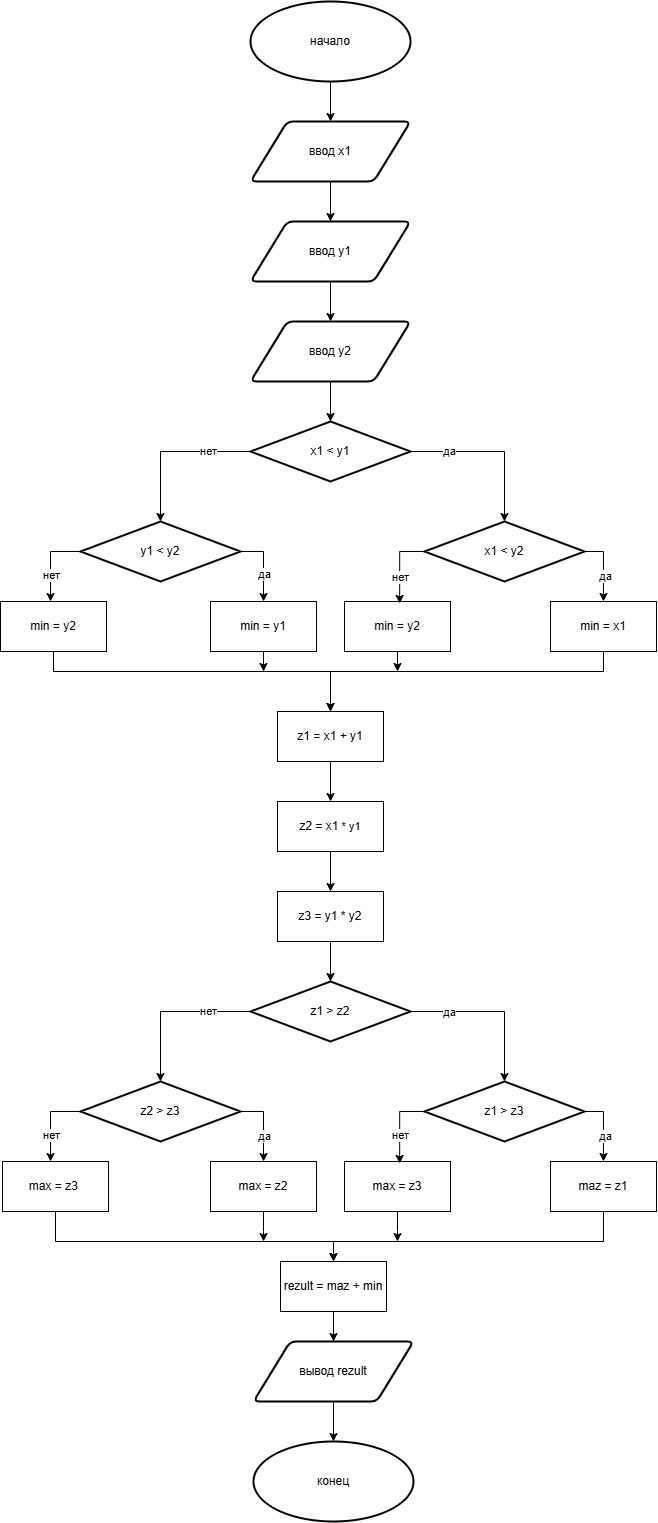 начало
ввод x1
ввод y1
ввод y2
x1 < y1
нет
да
y1 < y2
x1 < y2
нет
да
нет
да
min = y2
min = y1
min = y2
min = x1
z1 = x1 + y1
z2 = x1 * y1
z3 = y1 * y2
z1 > z2
нет
да
z2 > z3
z1 > z3
нет
да
нет
да
max = z3
max = z2
max = z3
maz = z1
rezult = maz + min
вывод rezult
конец